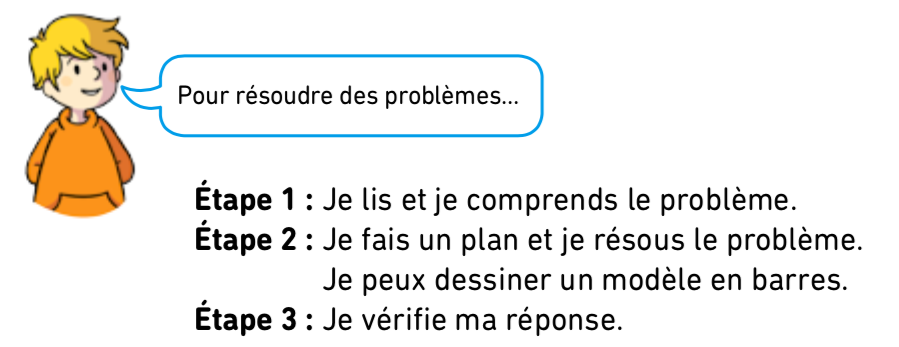 Pour résoudre des problèmes...
Étape 1 : Je lis et je comprends le problème.
Étape 2 : Je fais un plan et je résous le problème.
Je peux dessiner un modèle en barres.
Étape 3 : Je vérifie ma réponse.